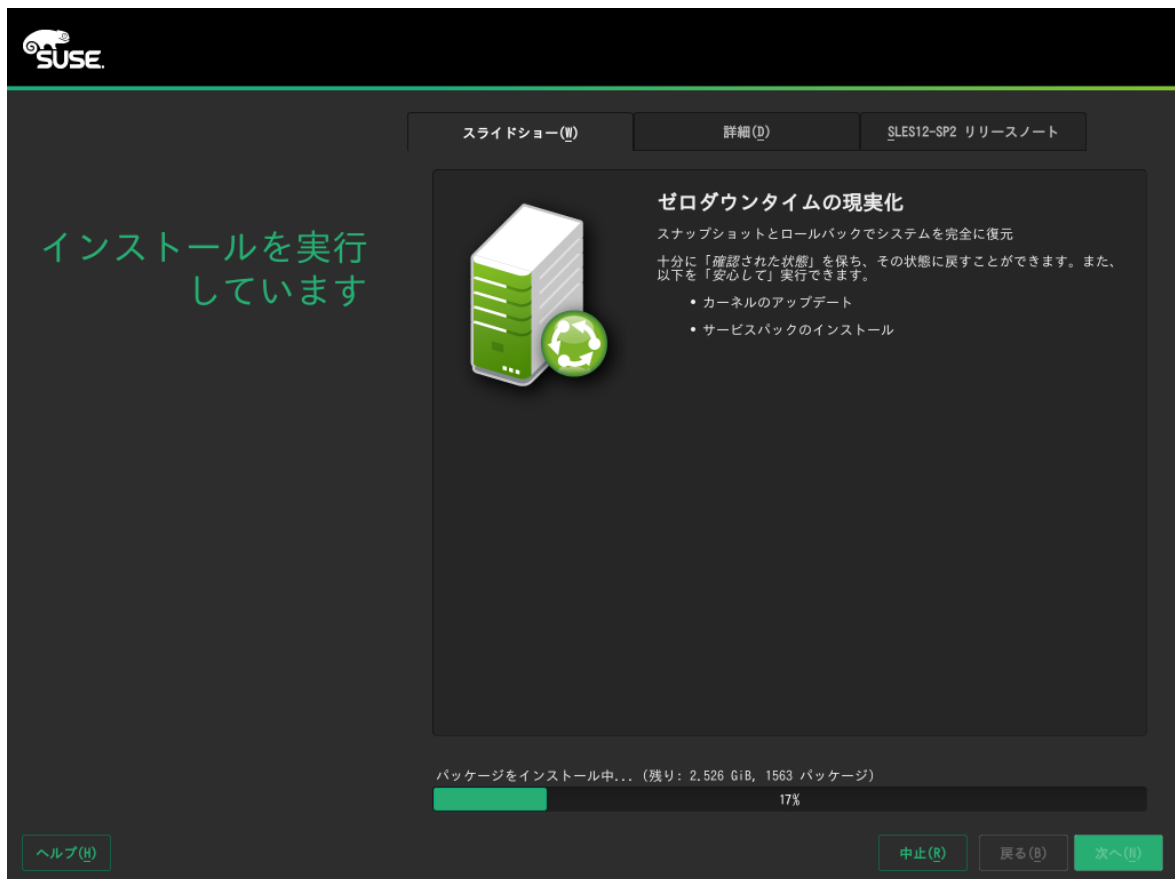 SUSE.
スライドショー(W)
詳細(D)
SLES12-SP2 リリースノート
インストールを実行
しています
ゼロダウンタイムの現実化
スナップショットとロールバックでシステムを完全に復元
十分に「確認された状態」を保ち、その状態に戻すことができます。また、
以下を「安心して」実行できます。
• カーネルのアップデート
• サービスパックのインストール
パッケージをインストール中... (残り: 2.526 GiB, 1563 パッケージ)
17%
ヘルプ(H)
中止(R)
戻る(B)
次へ(N)